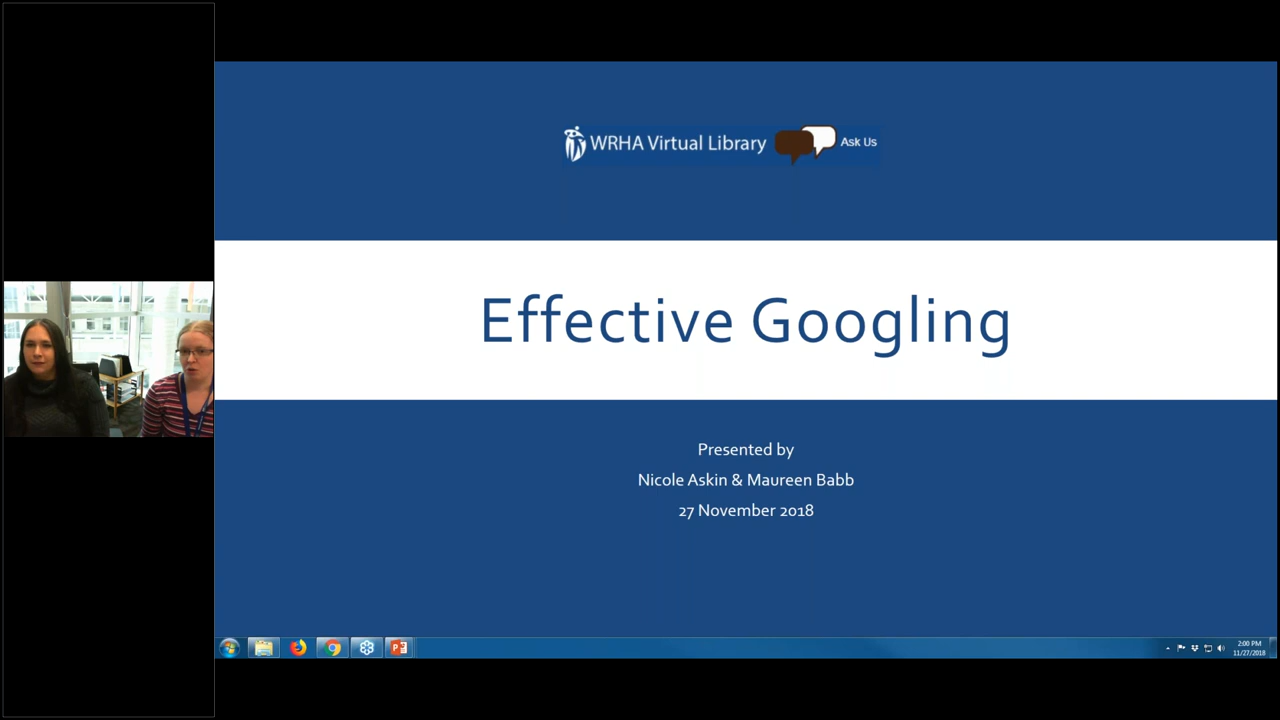 WRHA Virtual Library
Ask Us
Effective Googling
Presented by
Nicole Askin & Maureen Babb
27 November 2018
2:00 PM
11/27/2018